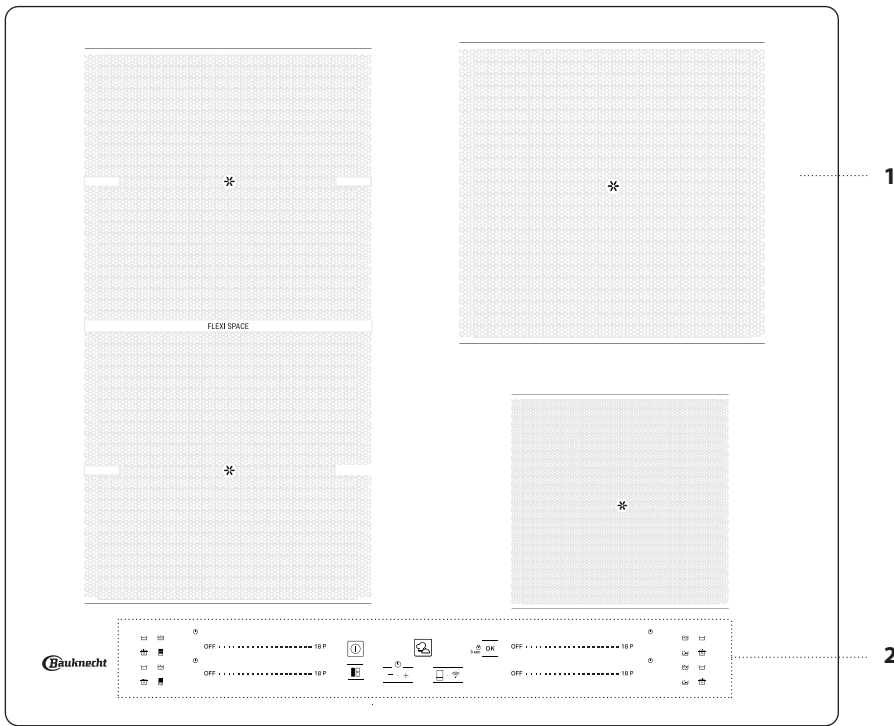 1
FLEXI SPACE
OFF 18 P
OK
OFF 18 P
Bauknecht
OFF 18 P
- +
OFF 18 P
2